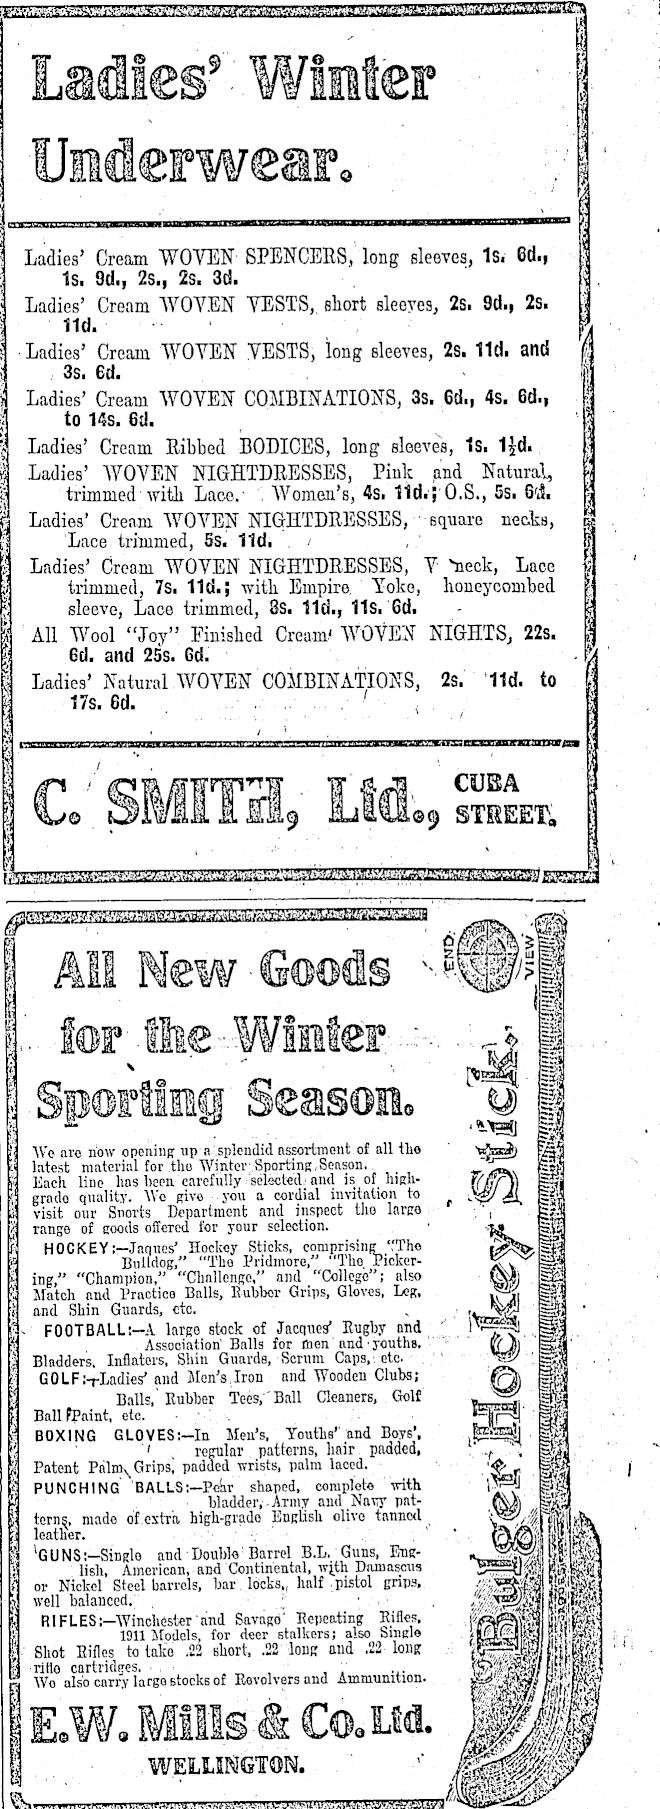 Ladies' Winter
Underwear.
Ladies' Cream WOVEN SPENCERS, long sleeves, 1s. 6d.,
1s. 9d., 2s., 2s. 3d.
Ladies' Cream WOVEN VESTS, short sleeves, 2s. 9d., 2s.
11d.
Ladies' Cream WOVEN VESTS, long sleeves, 2s. 11d. and
3s. 6d.
Ladies' Cream WOVEN COMBINATIONS, 3s. 6d., 4s. 6d.,
to 14s. 6d.
Ladies' Cream Ribbed BODICES, long sleeves, 1s. 1½d.
Ladies' WOVEN NIGHTDRESSES, Pink and Natural,
trimmed with Lace. Women's, 4s. 11d.; O.S., 5s. 6d.
Ladies' Cream WOVEN NIGHTDRESSES, square necks,
Lace trimmed, 5s. 11d.
Ladies' Cream WOVEN NIGHTDRESSES, V neck, Lace
trimmed, 7s. 11d.; with Empire Yoke, honeycombed
sleeve, Lace trimmed, 8s. 11d., 11s. 6d.
All Wool "Joy" Finished Cream WOVEN NIGHTS, 22s.
6d. and 25s. 6d.
Ladies' Natural WOVEN COMBINATIONS, 2s. 11d. to
17s. 6d.
C. SMITH, Ltd., CUBA
STREET.
All New Goods
for the Winter
Sporting Season.
We are now opening up a splendid assortment of all the
latest material for the Winter Sporting Season.
Each line has been carefully selected and is of high-
grade quality. We give you a cordial invitation to
visit our Sports Department and inspect the large
range of goods offered for your selection.
HOCKEY:—Jaques' Hockey Sticks, comprising "The
Bulldog," "The Pridmore," "The Picker-
ing," "Champion," "Challenge," and "College"; also
Match and Practice Balls, Rubber Grips, Gloves, Leg,
and Shin Guards, etc.
FOOTBALL:—A large stock of Jacques' Rugby and
Association Balls for men and youths.
Bladders, Inflaters, Shin Guards, Scrum Caps, etc.
GOLF:—Ladies' and Men's Iron and Wooden Clubs;
Balls, Rubber Tees, Ball Cleaners, Golf
Ball Paint, etc.
BOXING GLOVES:—In Men's, Youths' and Boys',
regular patterns, hair padded,
Patent Palm Grips, padded wrists, palm laced.
PUNCHING BALLS:—Pear shaped, complete with
bladder, Army and Navy pat-
terns, made of extra high-grade English olive tanned
leather.
GUNS:—Single and Double Barrel B.L. Guns, Eng-
lish, American, and Continental, with Damascus
or Nickel Steel barrels, bar locks, half pistol grips,
well balanced.
RIFLES:—Winchester and Savage Repeating Rifles,
1911 Models, for deer stalkers; also Single
Shot Rifles to take .22 short, .22 long and .22 long
rifle cartridges.
We also carry large stocks of Revolvers and Ammunition.
E. W. Mills & Co. Ltd.
WELLINGTON.
END VIEW
Bulger Hockey Stick.